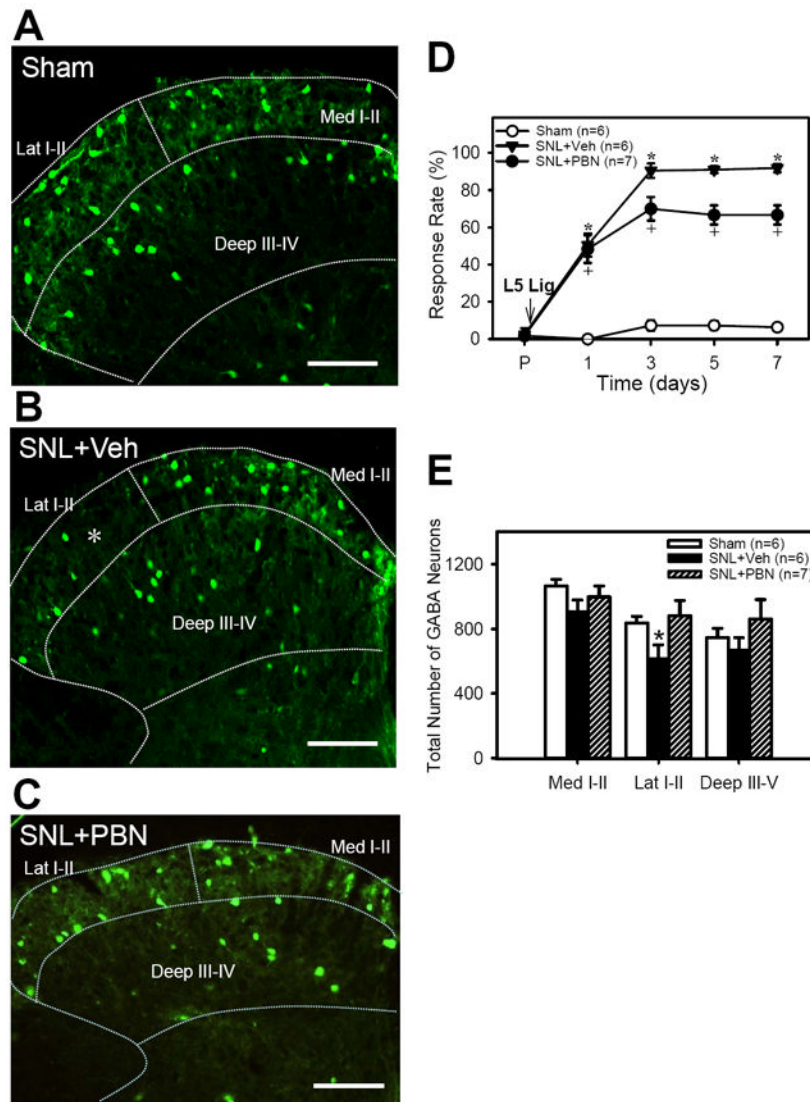 A
Sham
Lat I-II
Med I-II
Deep III-IV
B
SNL+Veh
Lat I-II
Med I-II
*
Deep III-IV
C
SNL+PBN
Lat I-II
Med I-II
Deep III-IV
D
Sham (n=6)
SNL+Veh (n=6)
SNL+PBN (n=7)
Response Rate (%)
100
80
60
40
20
0
* * * *
+ + + +
L5 Lig
P 1 3 5 7
Time (days)
E
Sham (n=6)
SNL+Veh (n=6)
SNL+PBN (n=7)
Total Number of GABA Neurons
1200
800
400
0
*
Med I-II Lat I-II Deep III-V